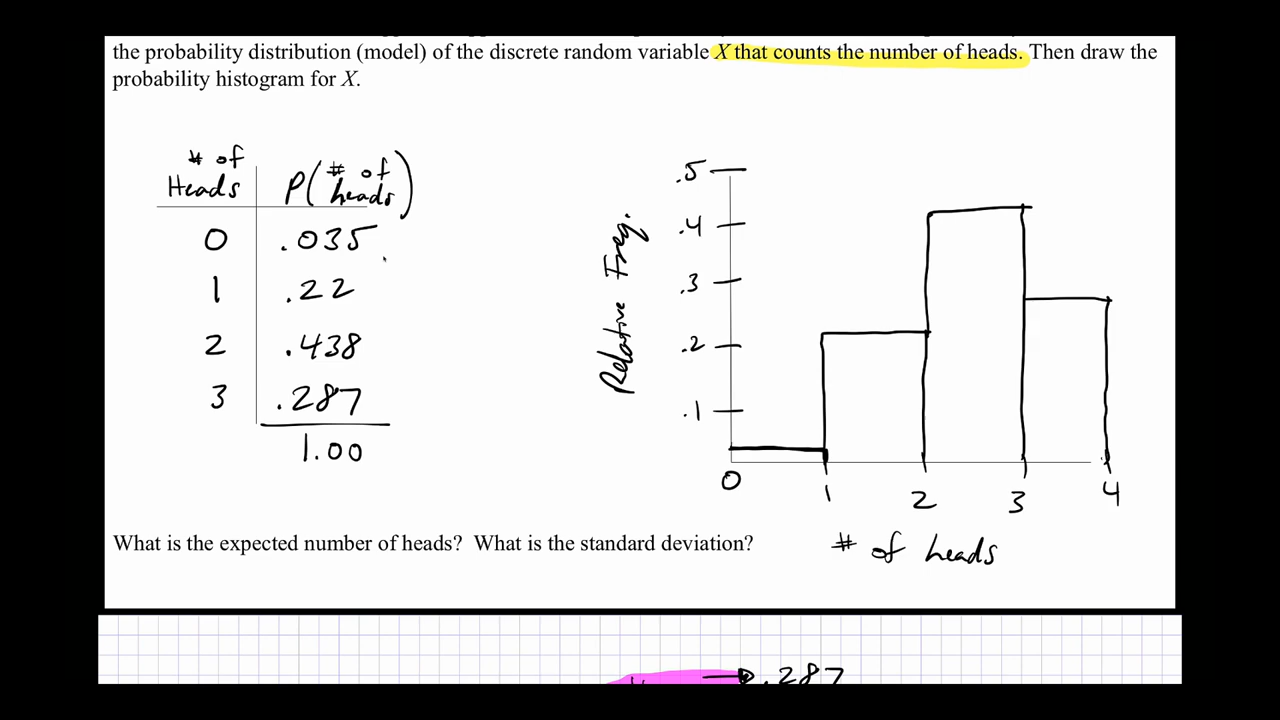 the probability distribution (model) of the discrete random variable X that counts the number of heads. Then draw the
probability histogram for X.
# of
Heads
P(# of heads)
0 .035
1 .22
2 .438
3 .287
1.00
Relative Freq.
.5
.4
.3
.2
.1
0 1 2 3 4
# of heads
What is the expected number of heads? What is the standard deviation?
.287